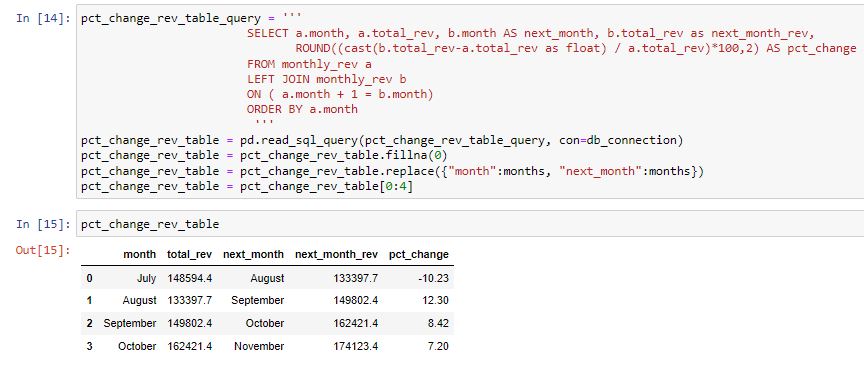 In [14]: pct_change_rev_table_query = '''
SELECT a.month, a.total_rev, b.month AS next_month, b.total_rev as next_month_rev,
ROUND((cast(b.total_rev-a.total_rev as float) / a.total_rev)*100,2) AS pct_change
FROM monthly_rev a
LEFT JOIN monthly_rev b
ON ( a.month + 1 = b.month)
ORDER BY a.month
'''
pct_change_rev_table = pd.read_sql_query(pct_change_rev_table_query, con=db_connection)
pct_change_rev_table = pct_change_rev_table.fillna(0)
pct_change_rev_table = pct_change_rev_table.replace({"month":months, "next_month":months})
pct_change_rev_table = pct_change_rev_table[0:4]
In [15]: pct_change_rev_table
Out[15]:
month total_rev next_month next_month_rev pct_change
0 July 148594.4 August 133397.7 -10.23
1 August 133397.7 September 149802.4 12.30
2 September 149802.4 October 162421.4 8.42
3 October 162421.4 November 174123.4 7.20